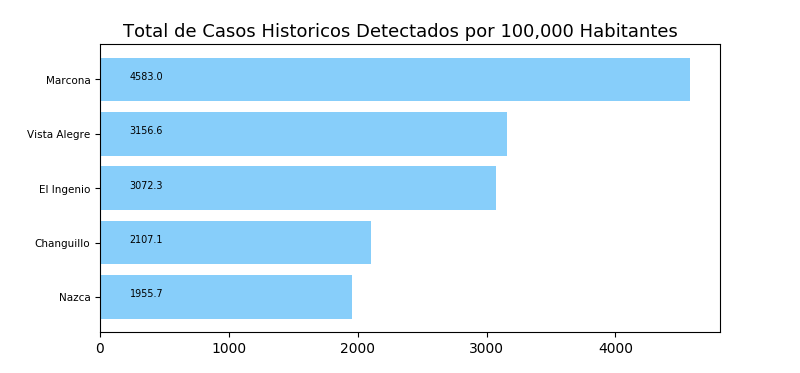 Total de Casos Historicos Detectados por 100,000 Habitantes
Marcona 4583.0
Vista Alegre 3156.6
El Ingenio 3072.3
Changuillo 2107.1
Nazca 1955.7
0 1000 2000 3000 4000